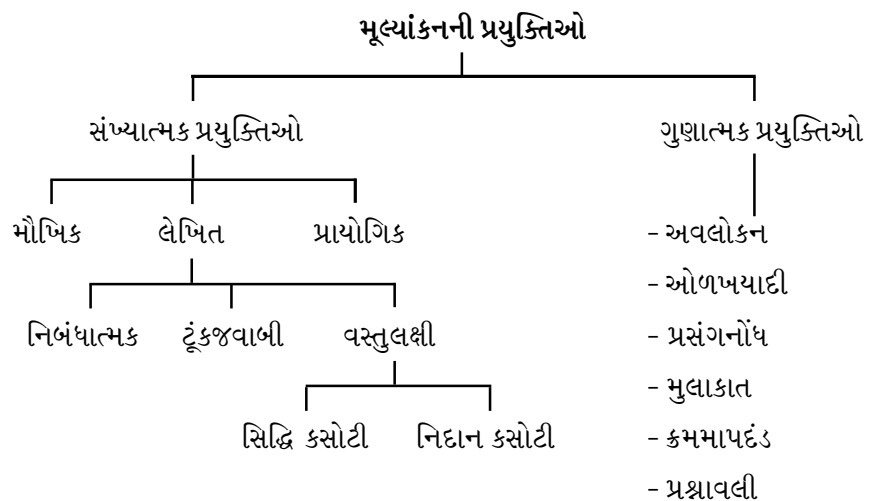 મૂલ્યાંકનની પ્રયુક્તિઓ
સંખ્યાત્મક પ્રયુક્તિઓ ગુણાત્મક પ્રયુક્તિઓ
મૌખિક લેખિત પ્રાયોગિક – અવલોકન
– ઓળખયાદી
નિબંધાત્મક ટૂંકજવાબી વસ્તુલક્ષી – પ્રસંગનોંધ
– મુલાકાત
સિદ્ધિ કસોટી નિદાન કસોટી – ક્રમમાપદંડ
– પ્રશ્નાવલી